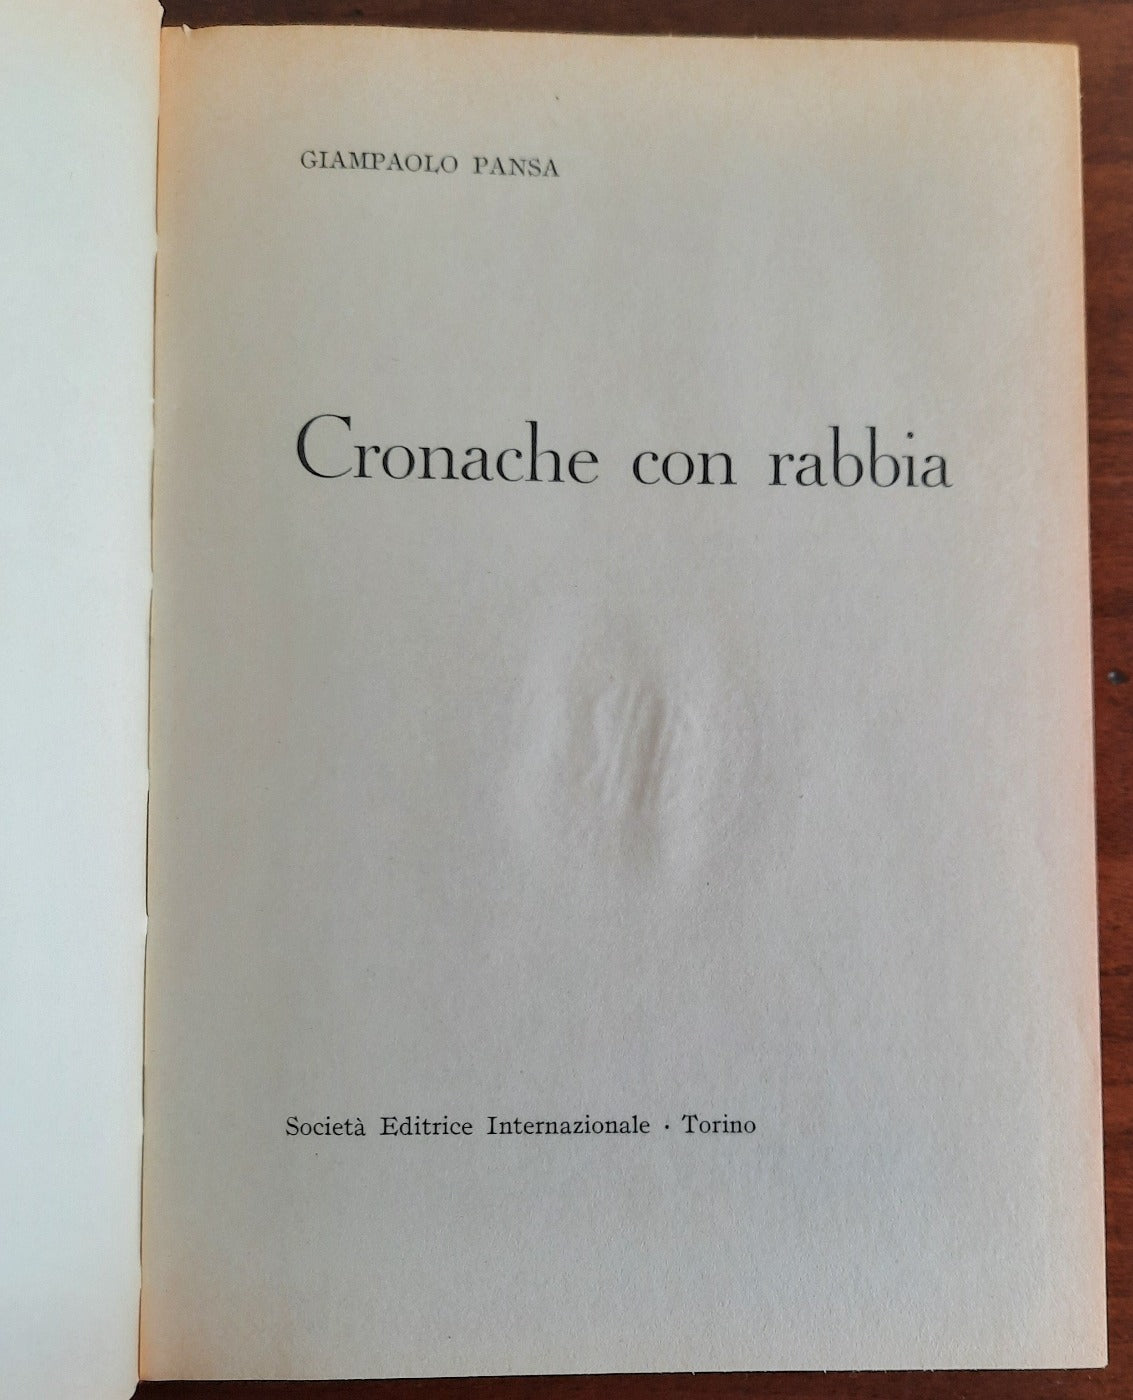 GIAMPAOLO PANSA
Cronache con rabbia
Società Editrice Internazionale · Torino